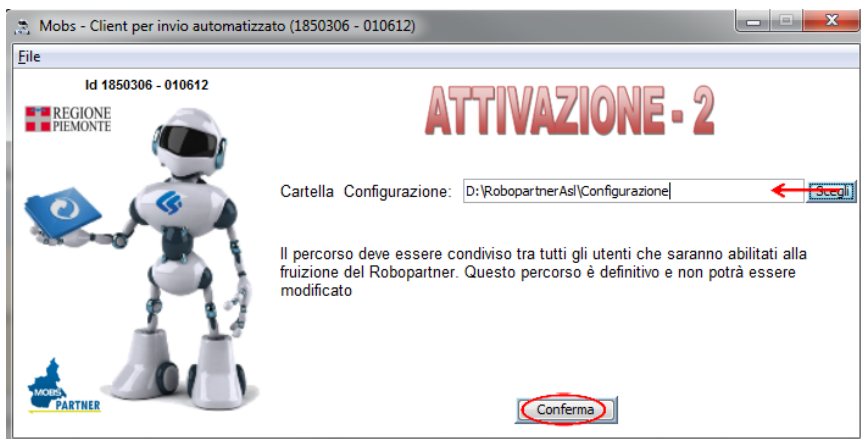 Mobs - Client per invio automatizzato (1850306 - 010612)
File
Id 1850306 - 010612
REGIONE
PIEMONTE
ATTIVAZIONE - 2
Cartella Configurazione: D:\RobopartnerAsl\Configurazione Scegli
Il percorso deve essere condiviso tra tutti gli utenti che saranno abilitati alla
fruizione del Robopartner. Questo percorso è definitivo e non potrà essere
modificato
MOBS
PARTNER
Conferma